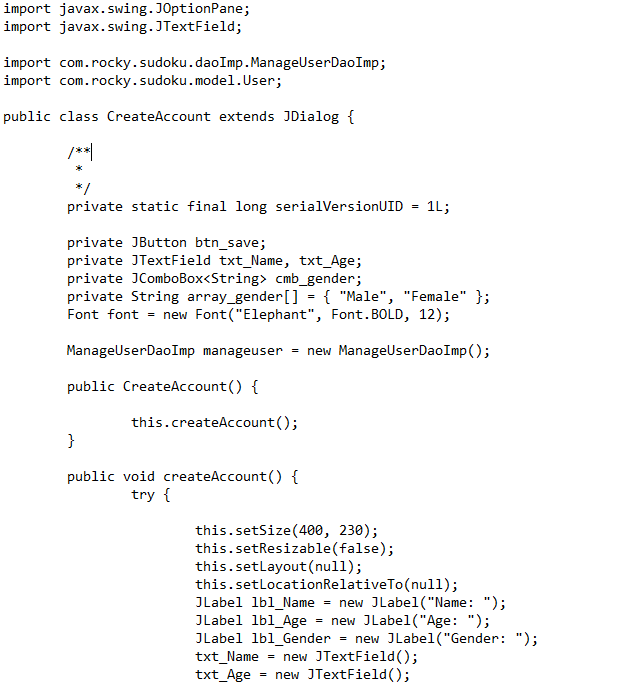 import javax.swing.JOptionPane;
import javax.swing.JTextField;

import com.rocky.sudoku.daoImp.ManageUserDaoImp;
import com.rocky.sudoku.model.User;

public class CreateAccount extends JDialog {

        /**
         *
         */
        private static final long serialVersionUID = 1L;

        private JButton btn_save;
        private JTextField txt_Name, txt_Age;
        private JComboBox<String> cmb_gender;
        private String array_gender[] = { "Male", "Female" };
        Font font = new Font("Elephant", Font.BOLD, 12);

        ManageUserDaoImp manageuser = new ManageUserDaoImp();

        public CreateAccount() {

                this.createAccount();
        }

        public void createAccount() {
                try {

                        this.setSize(400, 230);
                        this.setResizable(false);
                        this.setLayout(null);
                        this.setLocationRelativeTo(null);
                        JLabel lbl_Name = new JLabel("Name: ");
                        JLabel lbl_Age = new JLabel("Age: ");
                        JLabel lbl_Gender = new JLabel("Gender: ");
                        txt_Name = new JTextField();
                        txt_Age = new JTextField();